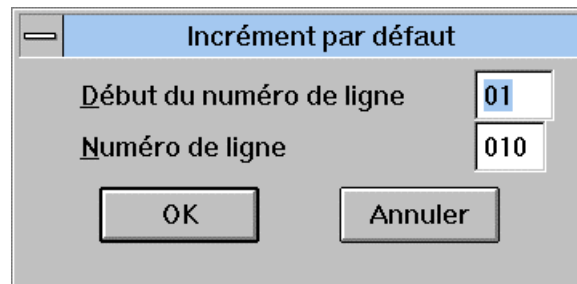 Incrément par défaut
Début du numéro de ligne 01
Numéro de ligne 010
OK Annuler